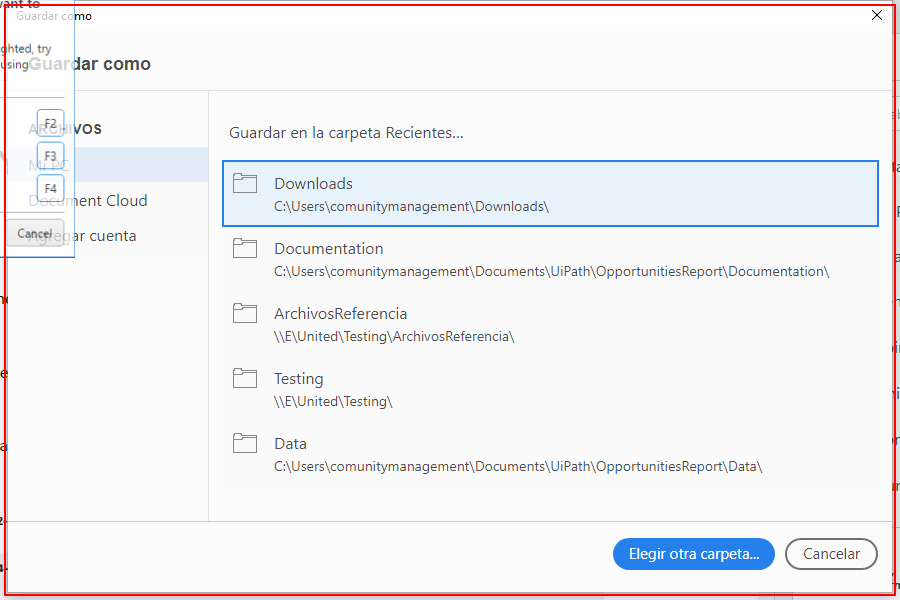 want to
Guardar como
ghted, try
using
Guardar como
F2
ARCHIVOS
F3
Mi PC
F4
Document Cloud
Cancel
Agregar cuenta
Guardar en la carpeta Recientes...
Downloads
C:\Users\comunitymanagement\Downloads\
Documentation
C:\Users\comunitymanagement\Documents\UiPath\OpportunitiesReport\Documentation\
ArchivosReferencia
\\E\United\Testing\ArchivosReferencia\
Testing
\\E\United\Testing\
Data
C:\Users\comunitymanagement\Documents\UiPath\OpportunitiesReport\Data\
Elegir otra carpeta...
Cancelar